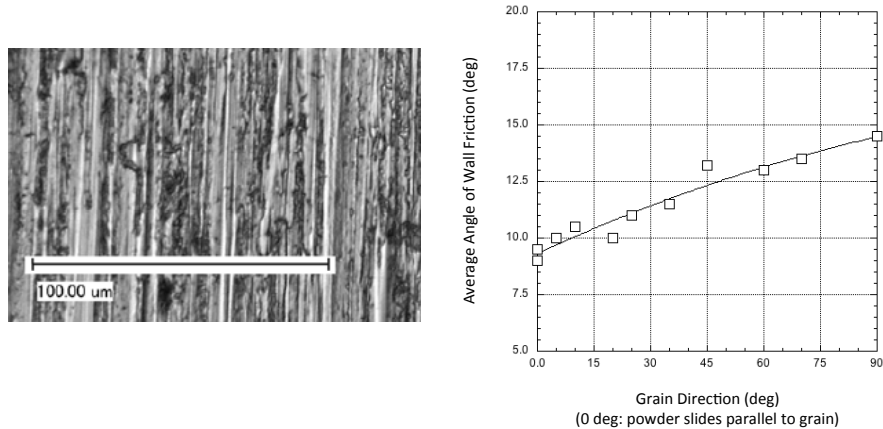 100.00 um
Average Angle of Wall Friction (deg)
20.0
17.5
15.0
12.5
10.0
7.5
5.0
0.0 15 30 45 60 75 90
Grain Direction (deg)
(0 deg: powder slides parallel to grain)